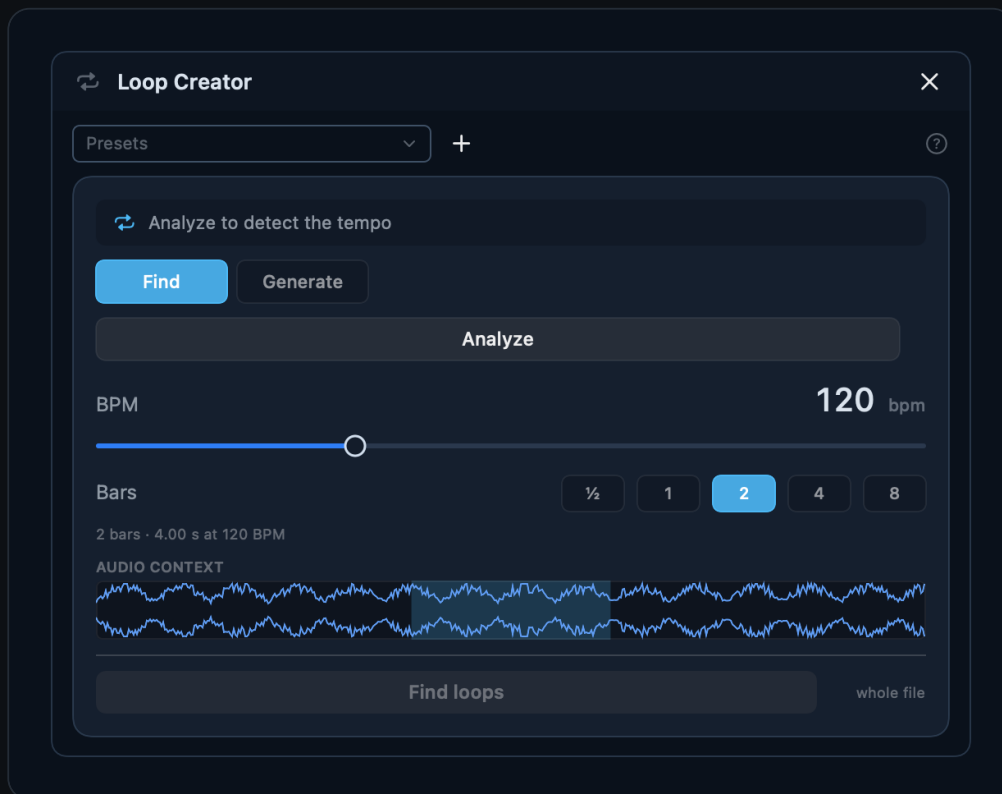 Loop Creator
Presets
?
Analyze to detect the tempo
Find Generate
Analyze
BPM 120 bpm
Bars ½ 1 2 4 8
2 bars · 4.00 s at 120 BPM
AUDIO CONTEXT
Find loops whole file